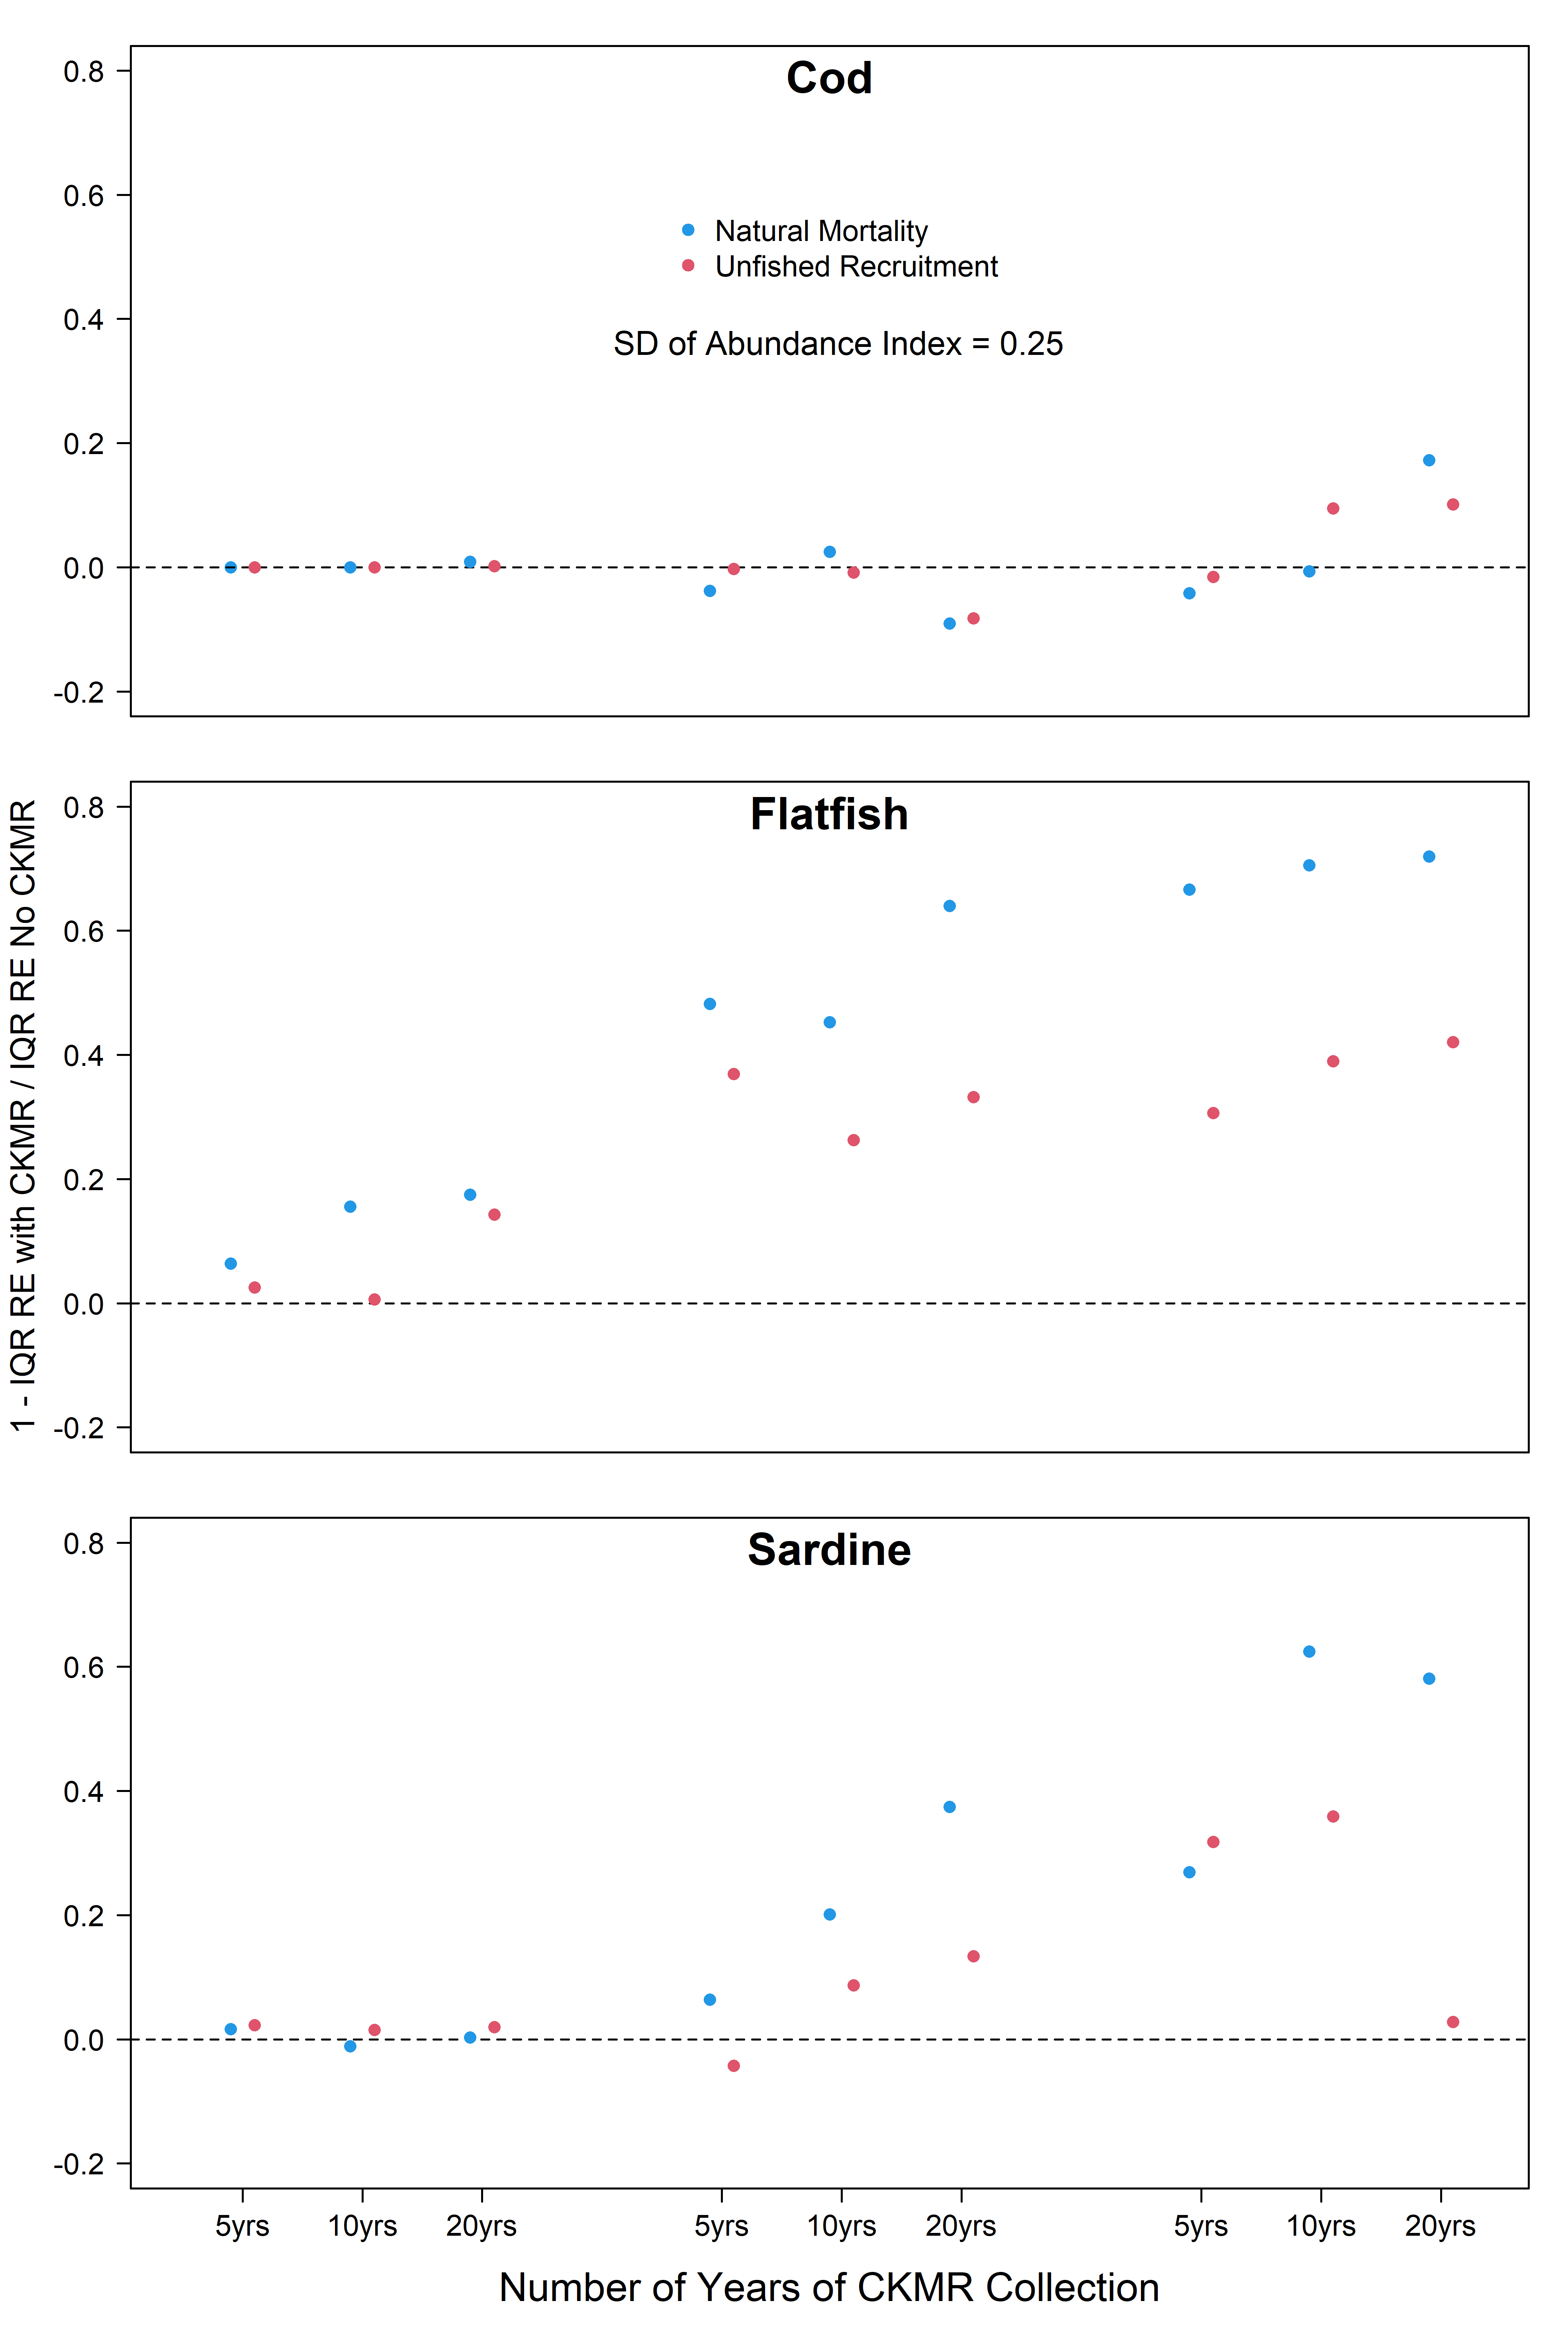 Cod
0.8
0.6
0.4
0.2
0.0
-0.2
Natural Mortality
Unfished Recruitment
SD of Abundance Index = 0.25
1 - IQR RE with CKMR / IQR RE No CKMR
Flatfish
0.8
0.6
0.4
0.2
0.0
-0.2
Sardine
0.8
0.6
0.4
0.2
0.0
-0.2
5yrs 10yrs 20yrs 5yrs 10yrs 20yrs 5yrs 10yrs 20yrs
Number of Years of CKMR Collection